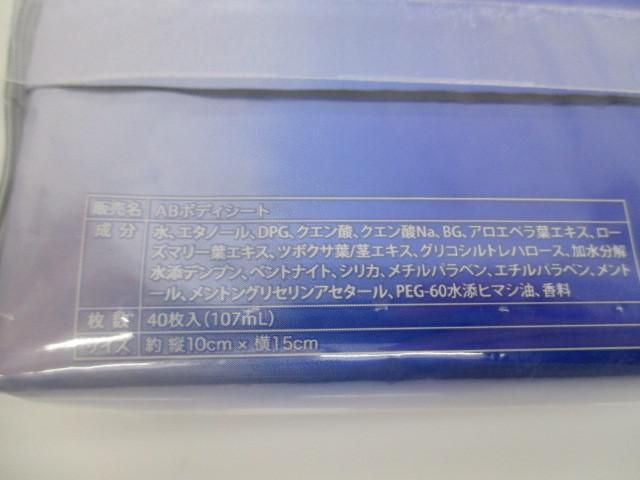 販売名 ABボディシート
成分 水、エタノール、DPG、クエン酸、クエン酸Na、BG、アロエベラ葉エキス、ロー
ズマリー葉エキス、ツボクサ葉/茎エキス、グリコシルトレハロース、加水分解
水添デンプン、ベントナイト、シリカ、メチルパラベン、エチルパラベン、メント
ール、メントングリセリンアセタール、PEG-60水添ヒマシ油、香料
枚数 40枚入(107mL)
サイズ 約 縦10cm × 横15cm